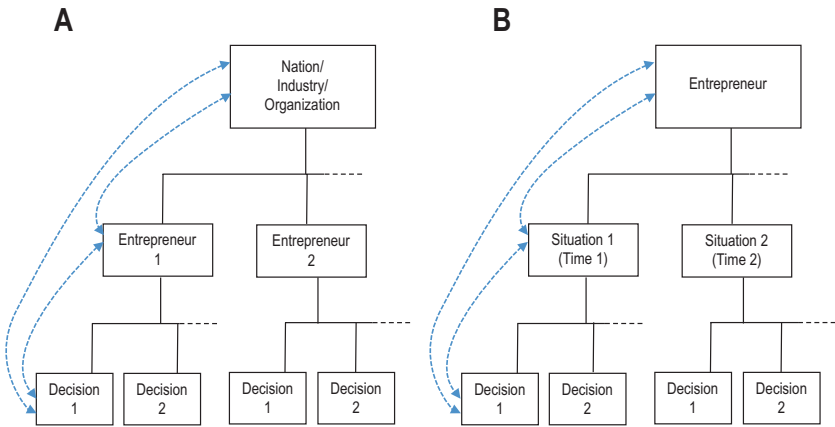 A
B
Nation/
Industry/
Organization
Entrepreneur
Entrepreneur
1
Entrepreneur
2
Situation 1
(Time 1)
Situation 2
(Time 2)
Decision
1
Decision
2
Decision
1
Decision
2
Decision
1
Decision
2
Decision
1
Decision
2